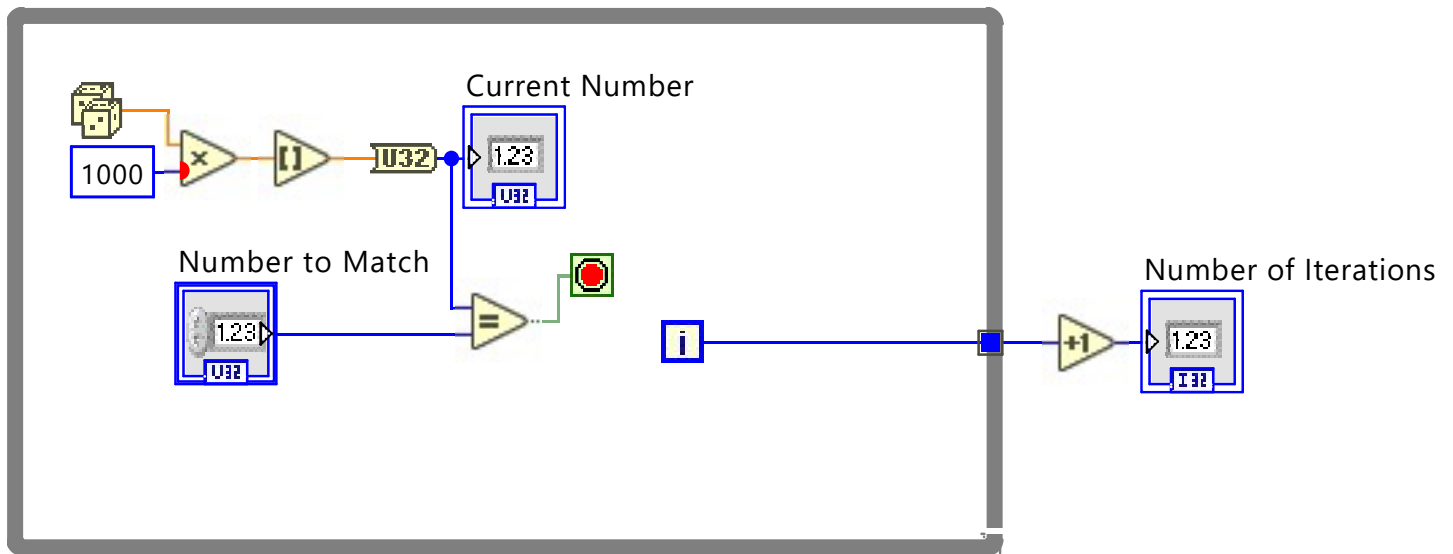 Current Number
1000
×
[ ]
U32
1.23
U32
Number to Match
1.23
U32
=
i
Number of Iterations
+1
1.23
I32